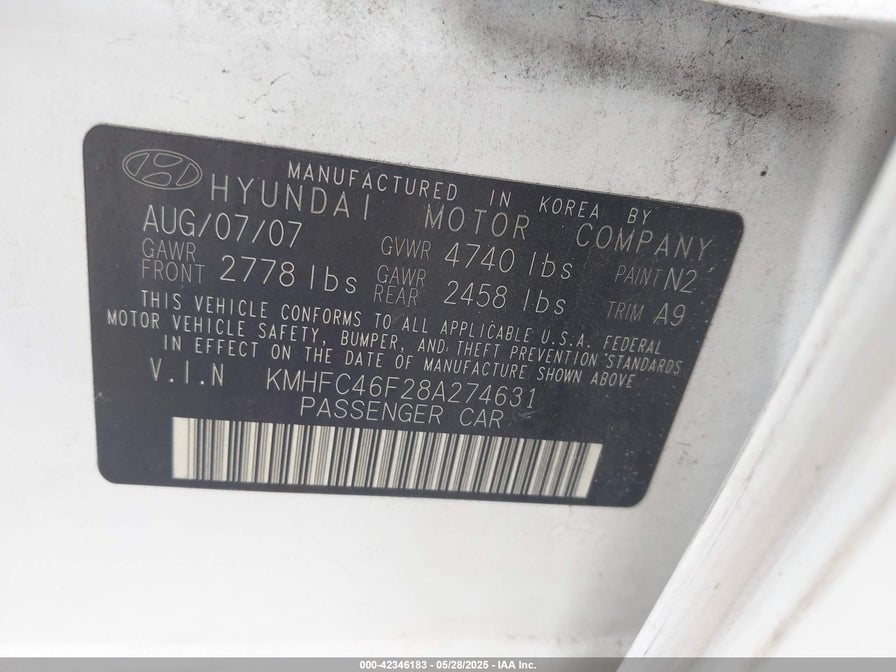 MANUFACTURED IN KOREA BY
HYUNDAI MOTOR COMPANY
AUG/07/07 GVWR 4740 lbs PAINT N2
GAWR FRONT 2778 lbs GAWR REAR 2458 lbs TRIM A9
THIS VEHICLE CONFORMS TO ALL APPLICABLE U.S.A. FEDERAL
MOTOR VEHICLE SAFETY, BUMPER, AND THEFT PREVENTION STANDARDS
IN EFFECT ON THE DATE OF MANUFACTURE SHOWN ABOVE
V.I.N KMHFC46F28A274631
PASSENGER CAR
000-42346183 - 05/28/2025 - IAA Inc.